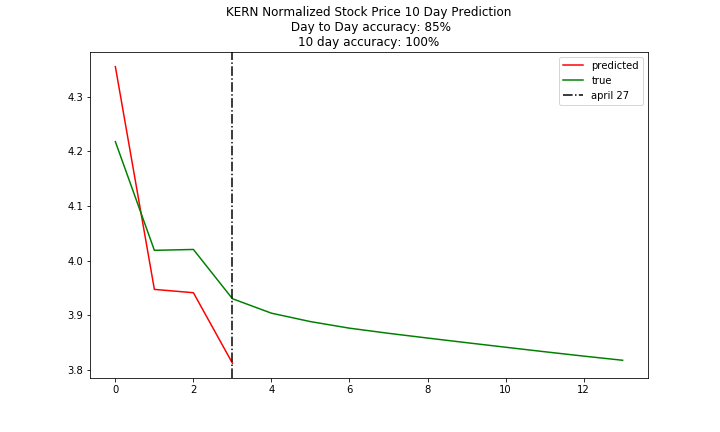 KERN Normalized Stock Price 10 Day Prediction
Day to Day accuracy: 85%
10 day accuracy: 100%
predicted
true
april 27
4.3
4.2
4.1
4.0
3.9
3.8
0 2 4 6 8 10 12